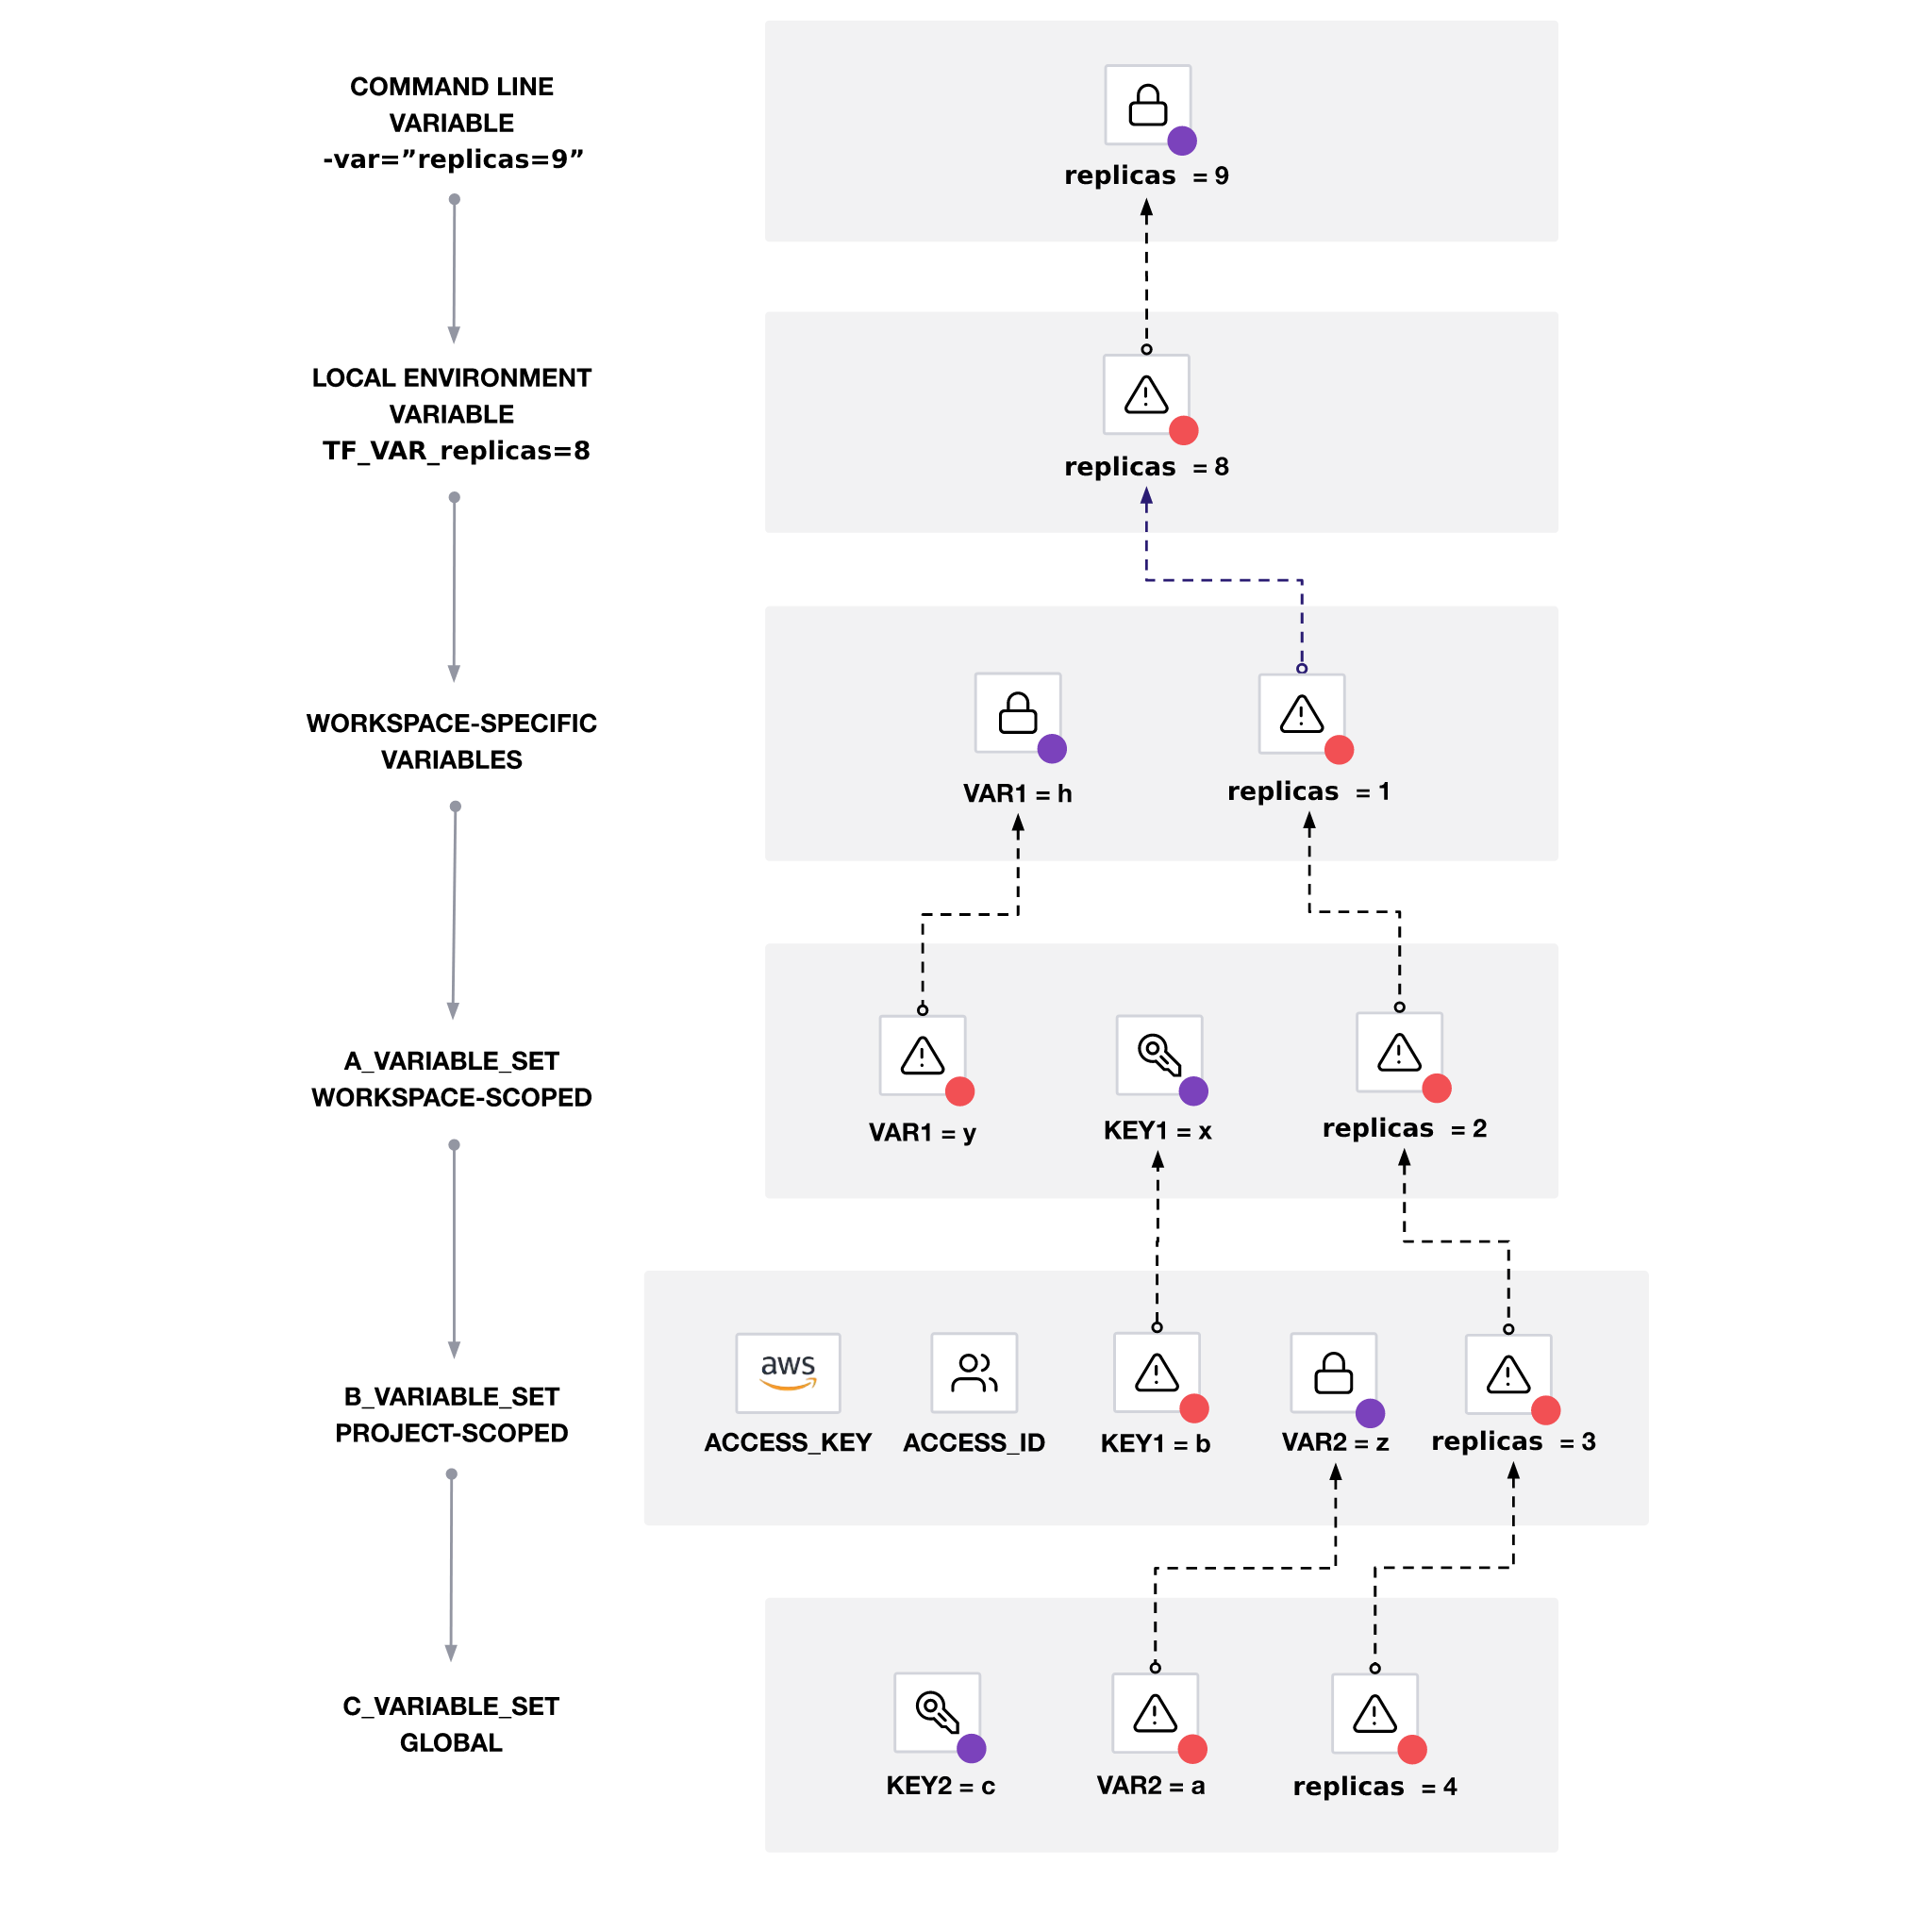 COMMAND LINE
VARIABLE
-var=”replicas=9”
replicas = 9
LOCAL ENVIRONMENT
VARIABLE
TF_VAR_replicas=8
replicas = 8
WORKSPACE-SPECIFIC
VARIABLES
VAR1 = h
replicas = 1
A_VARIABLE_SET
WORKSPACE-SCOPED
VAR1 = y
KEY1 = x
replicas = 2
B_VARIABLE_SET
PROJECT-SCOPED
aws
ACCESS_KEY
ACCESS_ID
KEY1 = b
VAR2 = z
replicas = 3
C_VARIABLE_SET
GLOBAL
KEY2 = c
VAR2 = a
replicas = 4